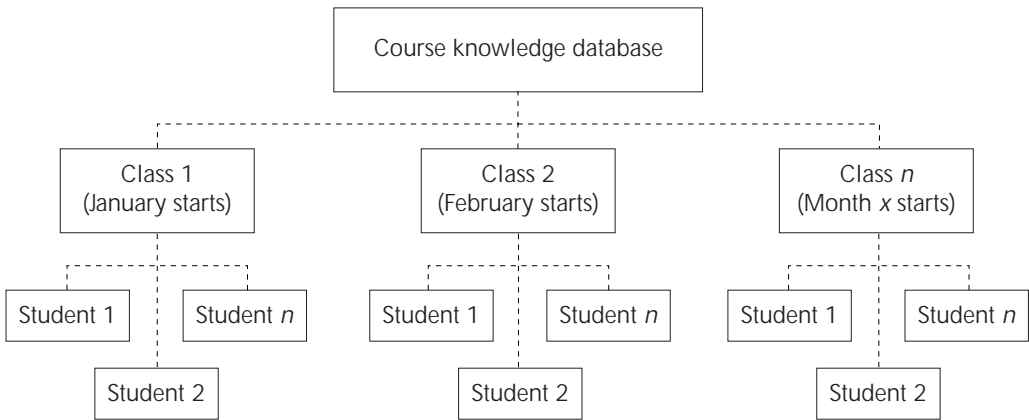 Course knowledge database
Class 1
(January starts)
Class 2
(February starts)
Class n
(Month x starts)
Student 1
Student n
Student 1
Student n
Student 1
Student n
Student 2
Student 2
Student 2